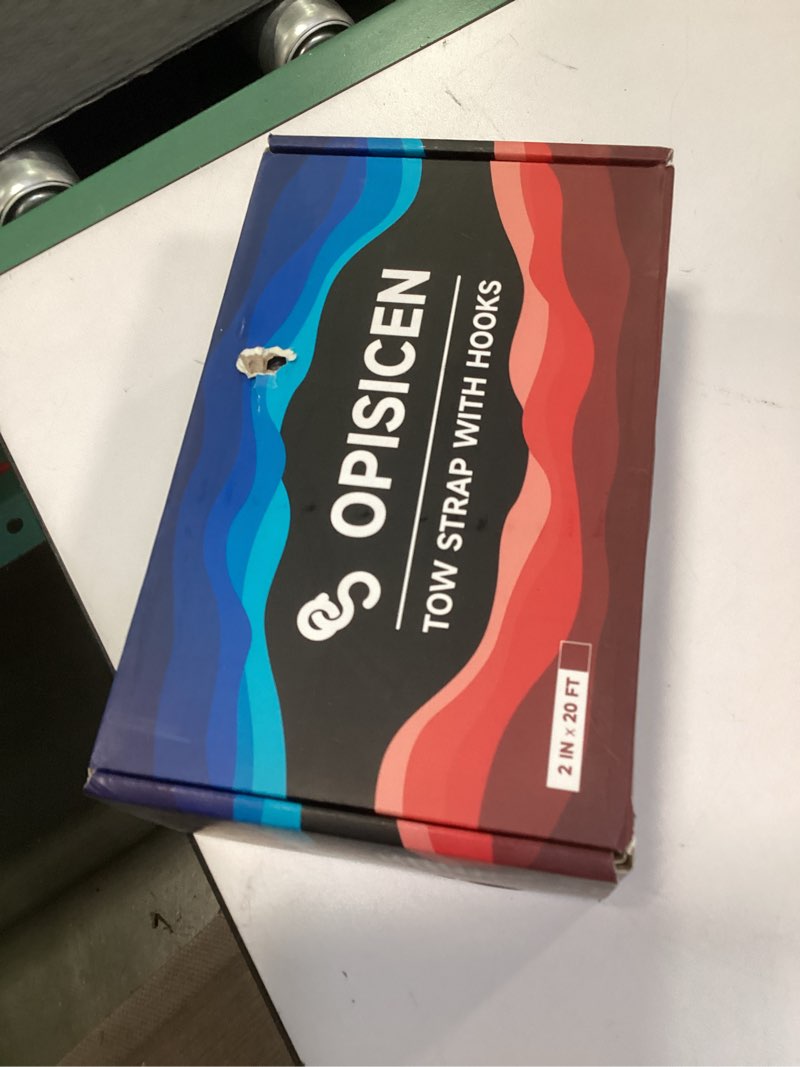 OPISICEN
TOW STRAP WITH HOOKS
2 IN x 20 FT